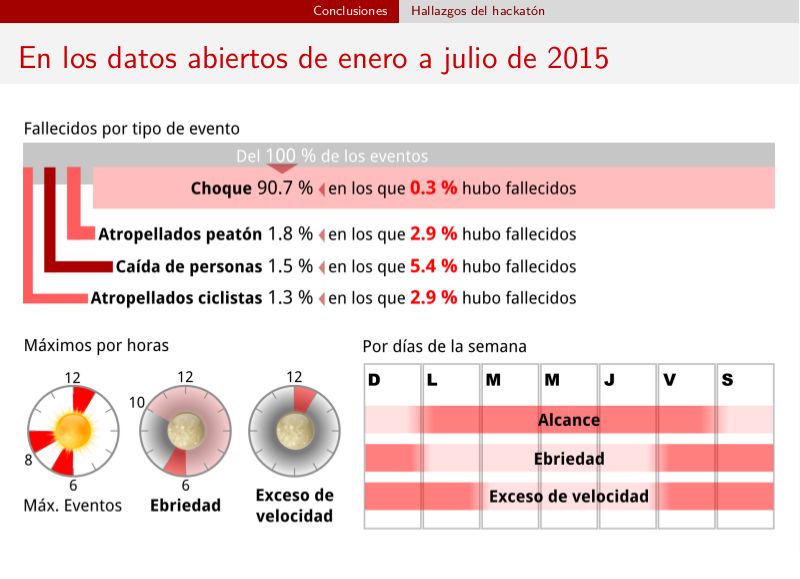 Conclusiones Hallazgos del hackatón
En los datos abiertos de enero a julio de 2015
Fallecidos por tipo de evento
Del 100 % de los eventos
Choque 90.7 % en los que 0.3 % hubo fallecidos
Atropellados peatón 1.8 % en los que 2.9 % hubo fallecidos
Caída de personas 1.5 % en los que 5.4 % hubo fallecidos
Atropellados ciclistas 1.3 % en los que 2.9 % hubo fallecidos
Máximos por horas
12
8
6
Máx. Eventos
12
10
6
Ebriedad
12
Exceso de
velocidad
Por días de la semana
D L M M J V S
Alcance
Ebriedad
Exceso de velocidad